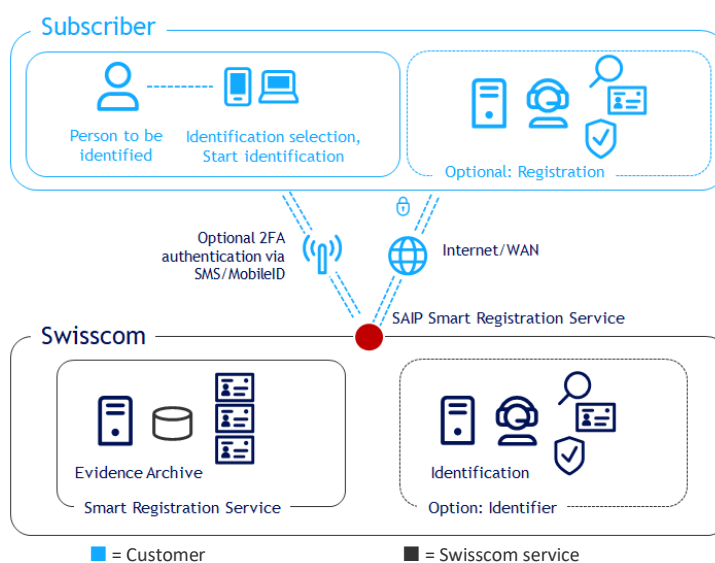 Subscriber
Person to be
identified
Identification selection,
Start identification
Optional: Registration
Optional 2FA
authentication via
SMS/MobileID
Internet/WAN
SAIP Smart Registration Service
Swisscom
Evidence Archive
Smart Registration Service
Identification
Option: Identifier
= Customer
= Swisscom service